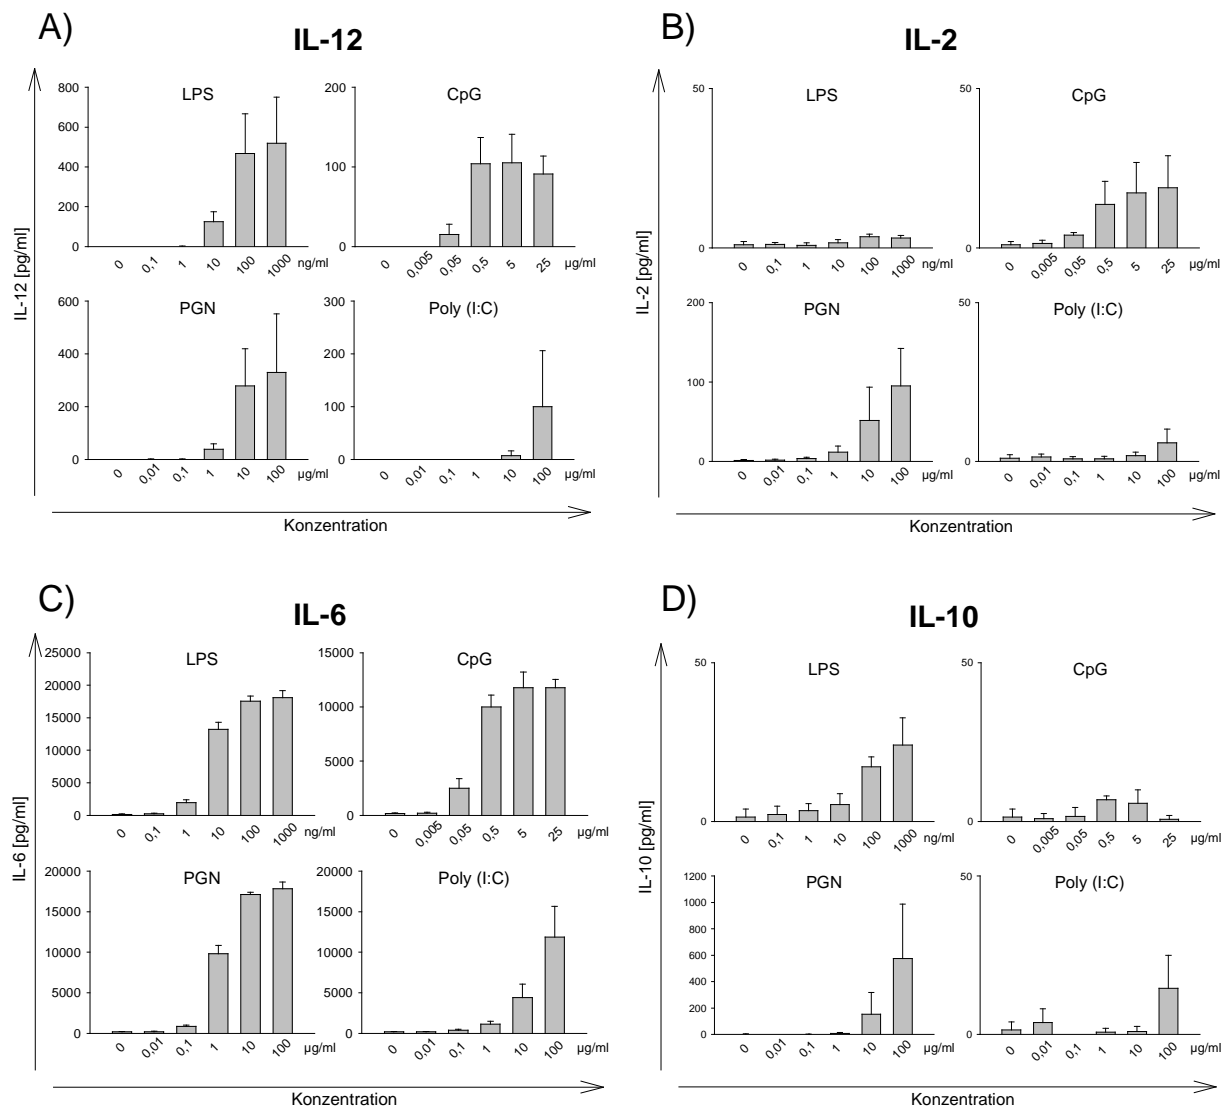 A)
IL-12
IL-12 [pg/ml]
LPS
800
600
400
200
0
0 0,1 1 10 100 1000 ng/ml
CpG
200
100
0
0 0,005 0,05 0,5 5 25 µg/ml
PGN
600
400
200
0
0 0,01 0,1 1 10 100 µg/ml
Poly (I:C)
300
200
100
0
0 0,01 0,1 1 10 100 µg/ml
Konzentration
B)
IL-2
IL-2 [pg/ml]
LPS
50
0
0 0,1 1 10 100 1000 ng/ml
CpG
50
0
0 0,005 0,05 0,5 5 25 µg/ml
PGN
200
100
0
0 0,01 0,1 1 10 100 µg/ml
Poly (I:C)
50
0
0 0,01 0,1 1 10 100 µg/ml
Konzentration
C)
IL-6
IL-6 [pg/ml]
LPS
25000
20000
15000
10000
5000
0
0 0,1 1 10 100 1000 ng/ml
CpG
15000
10000
5000
0
0 0,005 0,05 0,5 5 25 µg/ml
PGN
20000
15000
10000
5000
0
0 0,01 0,1 1 10 100 µg/ml
Poly (I:C)
20000
15000
10000
5000
0
0 0,01 0,1 1 10 100 µg/ml
Konzentration
D)
IL-10
IL-10 [pg/ml]
LPS
50
0
0 0,1 1 10 100 1000 ng/ml
CpG
50
0
0 0,005 0,05 0,5 5 25 µg/ml
PGN
1200
1000
800
600
400
200
0
0 0,01 0,1 1 10 100 µg/ml
Poly (I:C)
50
0
0 0,01 0,1 1 10 100 µg/ml
Konzentration